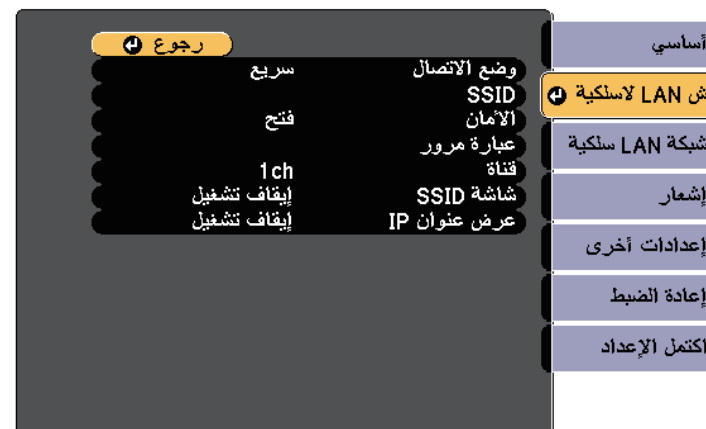 أساسي
ش LAN لاسلكية
شبكة LAN سلكية
إشعار
إعدادات أخرى
إعادة الضبط
اكتمل الإعداد
رجوع
وضع الاتصال سريع
SSID
الأمان فتح
عبارة مرور
قناة 1ch
شاشة SSID إيقاف تشغيل
عرض عنوان IP إيقاف تشغيل